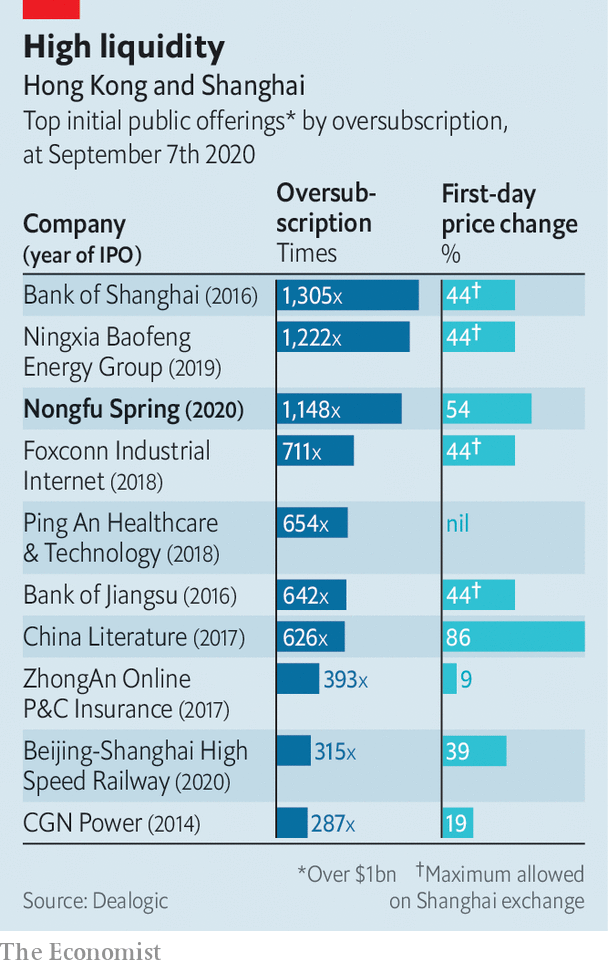 High liquidity
Hong Kong and Shanghai
Top initial public offerings* by oversubscription,
at September 7th 2020
Company
(year of IPO)
Oversub-
scription
Times
First-day
price change
%
Bank of Shanghai (2016) 1,305x 44†
Ningxia Baofeng
Energy Group (2019) 1,222x 44†
Nongfu Spring (2020) 1,148x 54
Foxconn Industrial
Internet (2018) 711x 44†
Ping An Healthcare
& Technology (2018) 654x nil
Bank of Jiangsu (2016) 642x 44†
China Literature (2017) 626x 86
ZhongAn Online
P&C Insurance (2017) 393x 9
Beijing-Shanghai High
Speed Railway (2020) 315x 39
CGN Power (2014) 287x 19
*Over $1bn †Maximum allowed
on Shanghai exchange
Source: Dealogic
The Economist